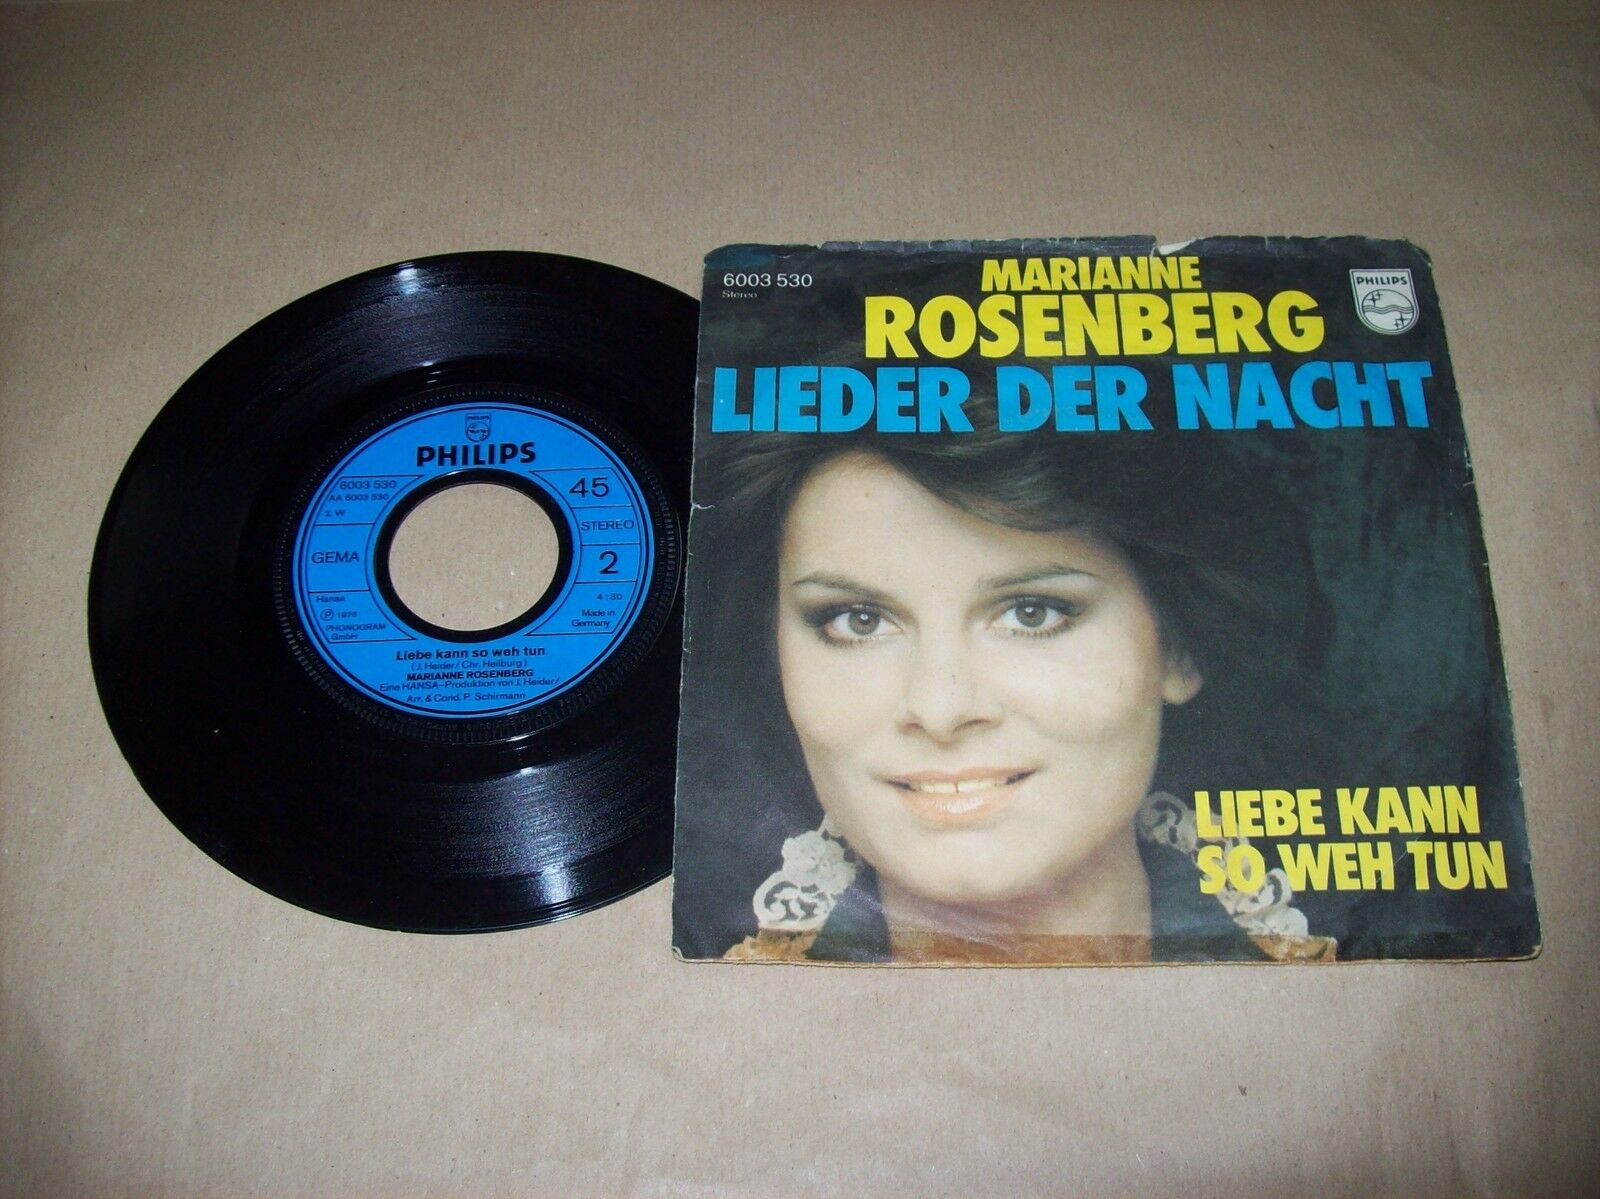 PHILIPS
6003 530
AA 6003 530
2. W
GEMA
Hansa
Ⓟ 1976
PHONOGRAM
GmbH
45
STEREO
2
4:30
Made in
Germany
Liebe kann so weh tun
(J. Heider/ Chr. Heilburg)
MARIANNE ROSENBERG
Eine HANSA-Produktion von J. Heider/
Arr. & Cond. P. Schirmann
6003 530
Stereo
MARIANNE
ROSENBERG
LIEDER DER NACHT
PHILIPS
LIEBE KANN
SO WEH TUN